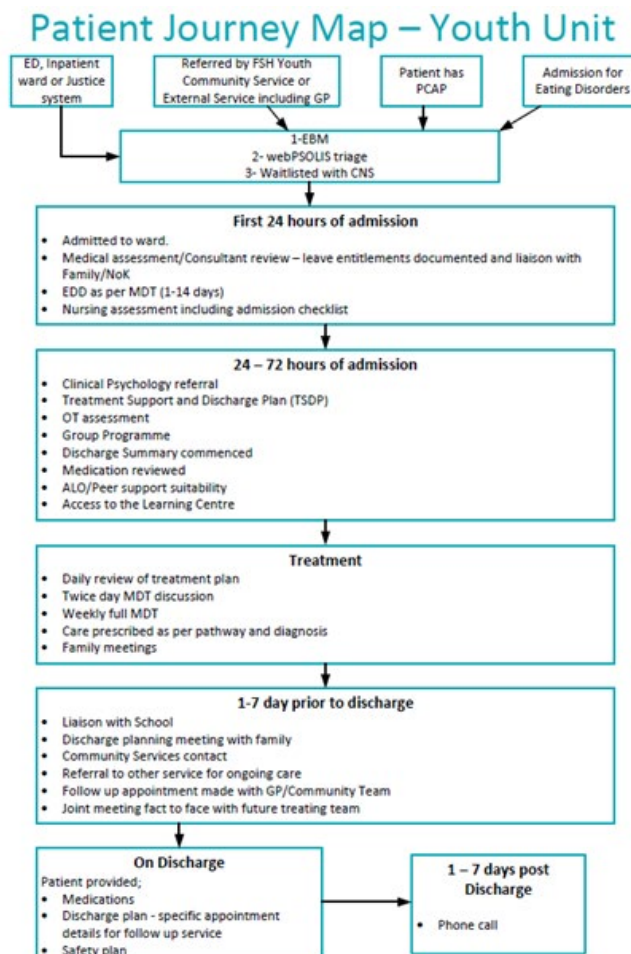 Patient Journey Map – Youth Unit
ED, Inpatient
ward or Justice
system
Referred by FSH Youth
Community Service or
External Service including GP
Patient has
PCAP
Admission for
Eating Disorders
1-EBM
2- webPSOLIS triage
3- Waitlisted with CNS
First 24 hours of admission
• Admitted to ward.
• Medical assessment/Consultant review – leave entitlements documented and liaison with
Family/NoK
• EDD as per MDT (1-14 days)
• Nursing assessment including admission checklist
24 – 72 hours of admission
• Clinical Psychology referral
• Treatment Support and Discharge Plan (TSDP)
• OT assessment
• Group Programme
• Discharge Summary commenced
• Medication reviewed
• ALO/Peer support suitability
• Access to the Learning Centre
Treatment
• Daily review of treatment plan
• Twice day MDT discussion
• Weekly full MDT
• Care prescribed as per pathway and diagnosis
• Family meetings
1-7 day prior to discharge
• Liaison with School
• Discharge planning meeting with family
• Community Services contact
• Referral to other service for ongoing care
• Follow up appointment made with GP/Community Team
• Joint meeting fact to face with future treating team
On Discharge
Patient provided;
• Medications
• Discharge plan - specific appointment
details for follow up service
• Safety plan
1 – 7 days post
Discharge
• Phone call